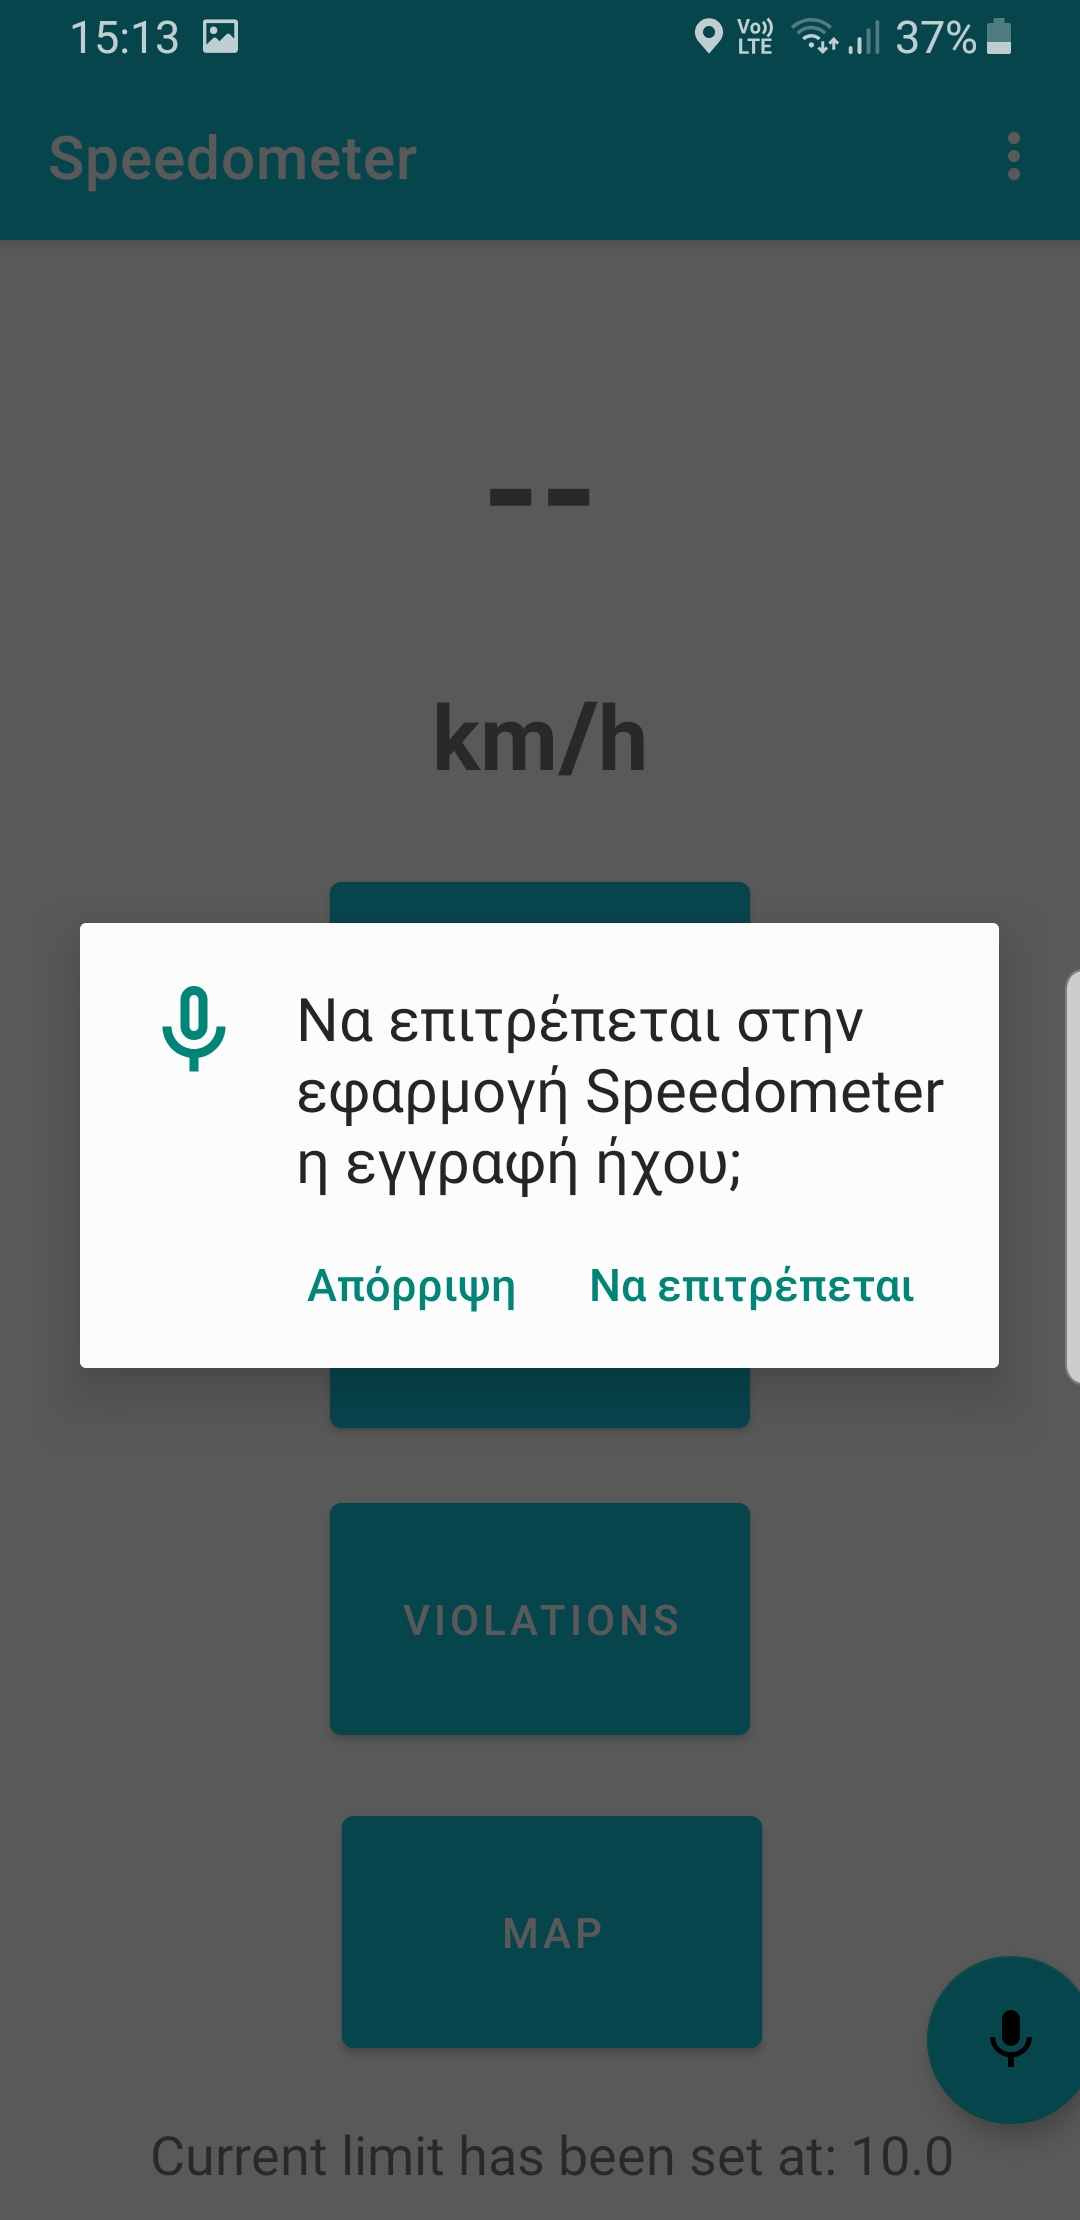 15:13 Vo)) LTE 37%
Speedometer
--
km/h
Να επιτρέπεται στην
εφαρμογή Speedometer
η εγγραφή ήχου;
Απόρριψη Να επιτρέπεται
VIOLATIONS
MAP
Current limit has been set at: 10.0